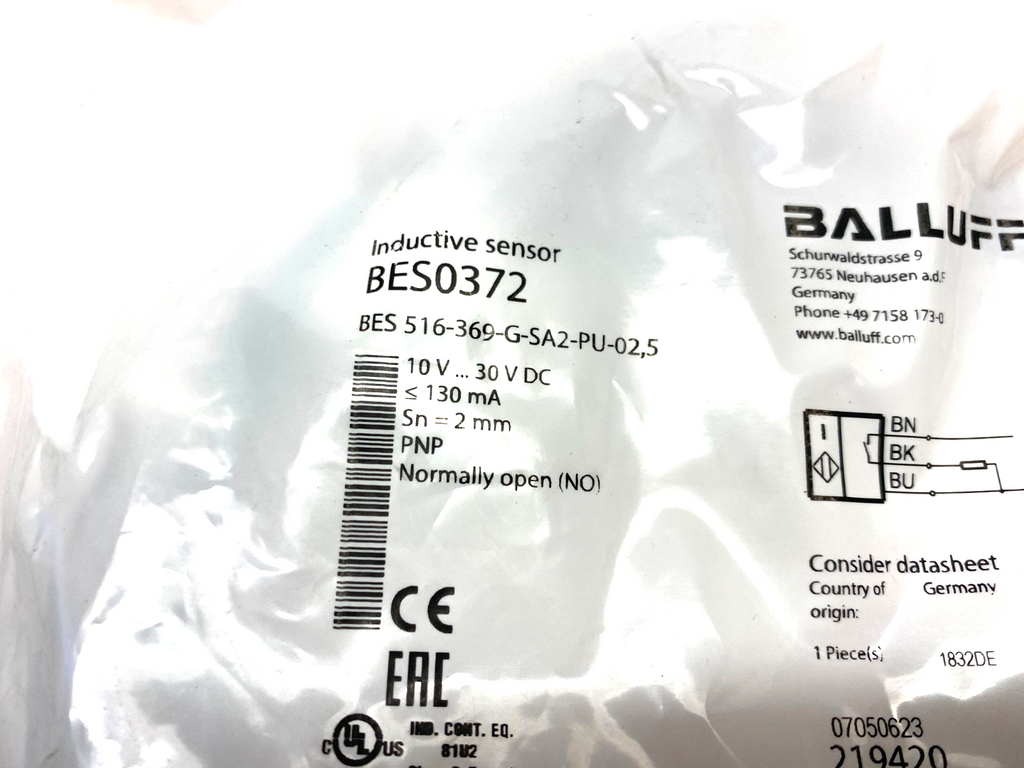 Inductive sensor
BES0372
BES 516-369-G-SA2-PU-02,5
10 V ... 30 V DC
≤ 130 mA
Sn = 2 mm
PNP
Normally open (NO)
CE
EAC
C UL US
IND. CONT. EQ.
81U2
BALLUFF
Schurwaldstrasse 9
73765 Neuhausen a.d.F
Germany
Phone +49 7158 173-0
www.balluff.com
BN
BK
BU
Consider datasheet
Country of Germany
origin:
1 Piece(s) 1832DE
07050623
219420